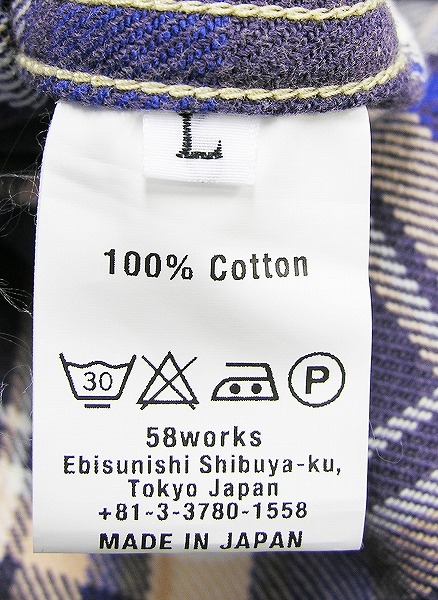 L
100% Cotton
30 P
58works
Ebisunishi Shibuya-ku,
Tokyo Japan
+81-3-3780-1558
MADE IN JAPAN